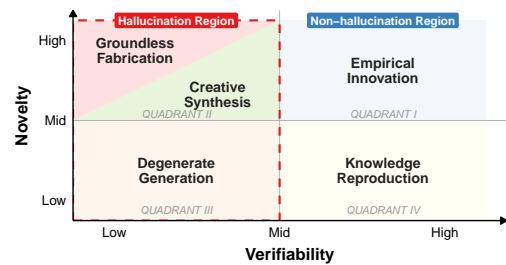 Hallucination Region
Non-hallucination Region
High
Groundless
Fabrication
Empirical
Innovation
Creative
Synthesis
QUADRANT II
QUADRANT I
Mid
Novelty
Degenerate
Generation
Knowledge
Reproduction
Low
QUADRANT III
QUADRANT IV
Low
Mid
High
Verifiability